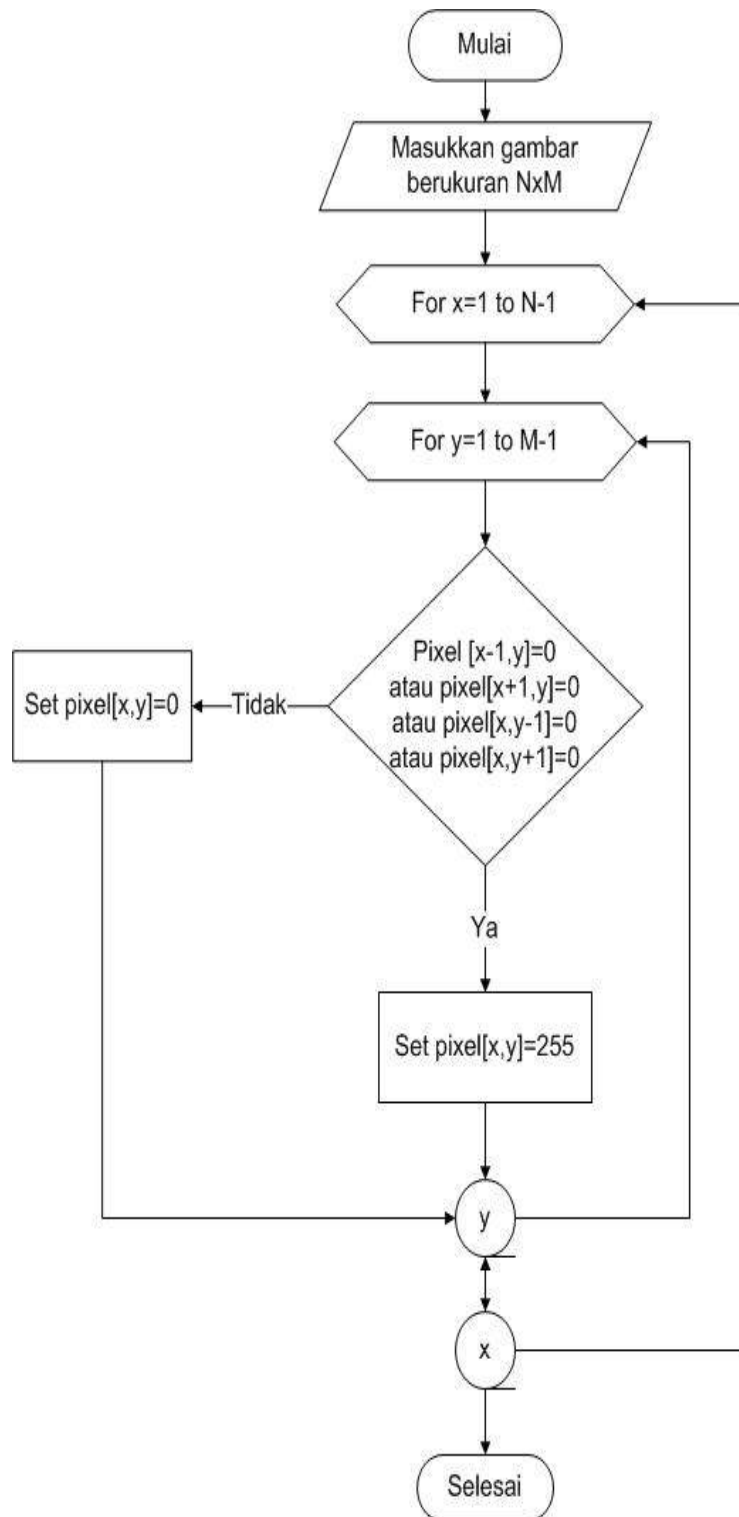 Mulai
Masukkan gambar
berukuran NxM
For x=1 to N-1
For y=1 to M-1
Pixel [x-1,y]=0
atau pixel[x+1,y]=0
atau pixel[x,y-1]=0
atau pixel[x,y+1]=0
Tidak
Set pixel[x,y]=0
Ya
Set pixel[x,y]=255
y
x
Selesai